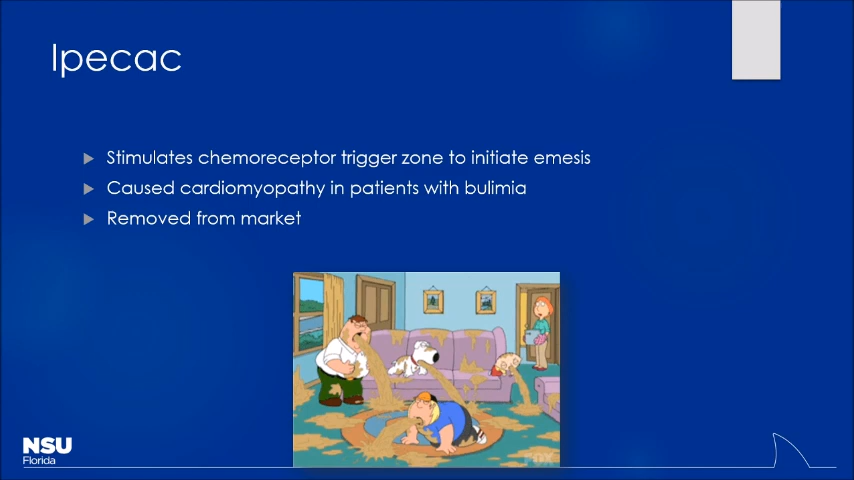 Ipecac
Stimulates chemoreceptor trigger zone to initiate emesis
Caused cardiomyopathy in patients with bulimia
Removed from market
FOX
NSU
Florida